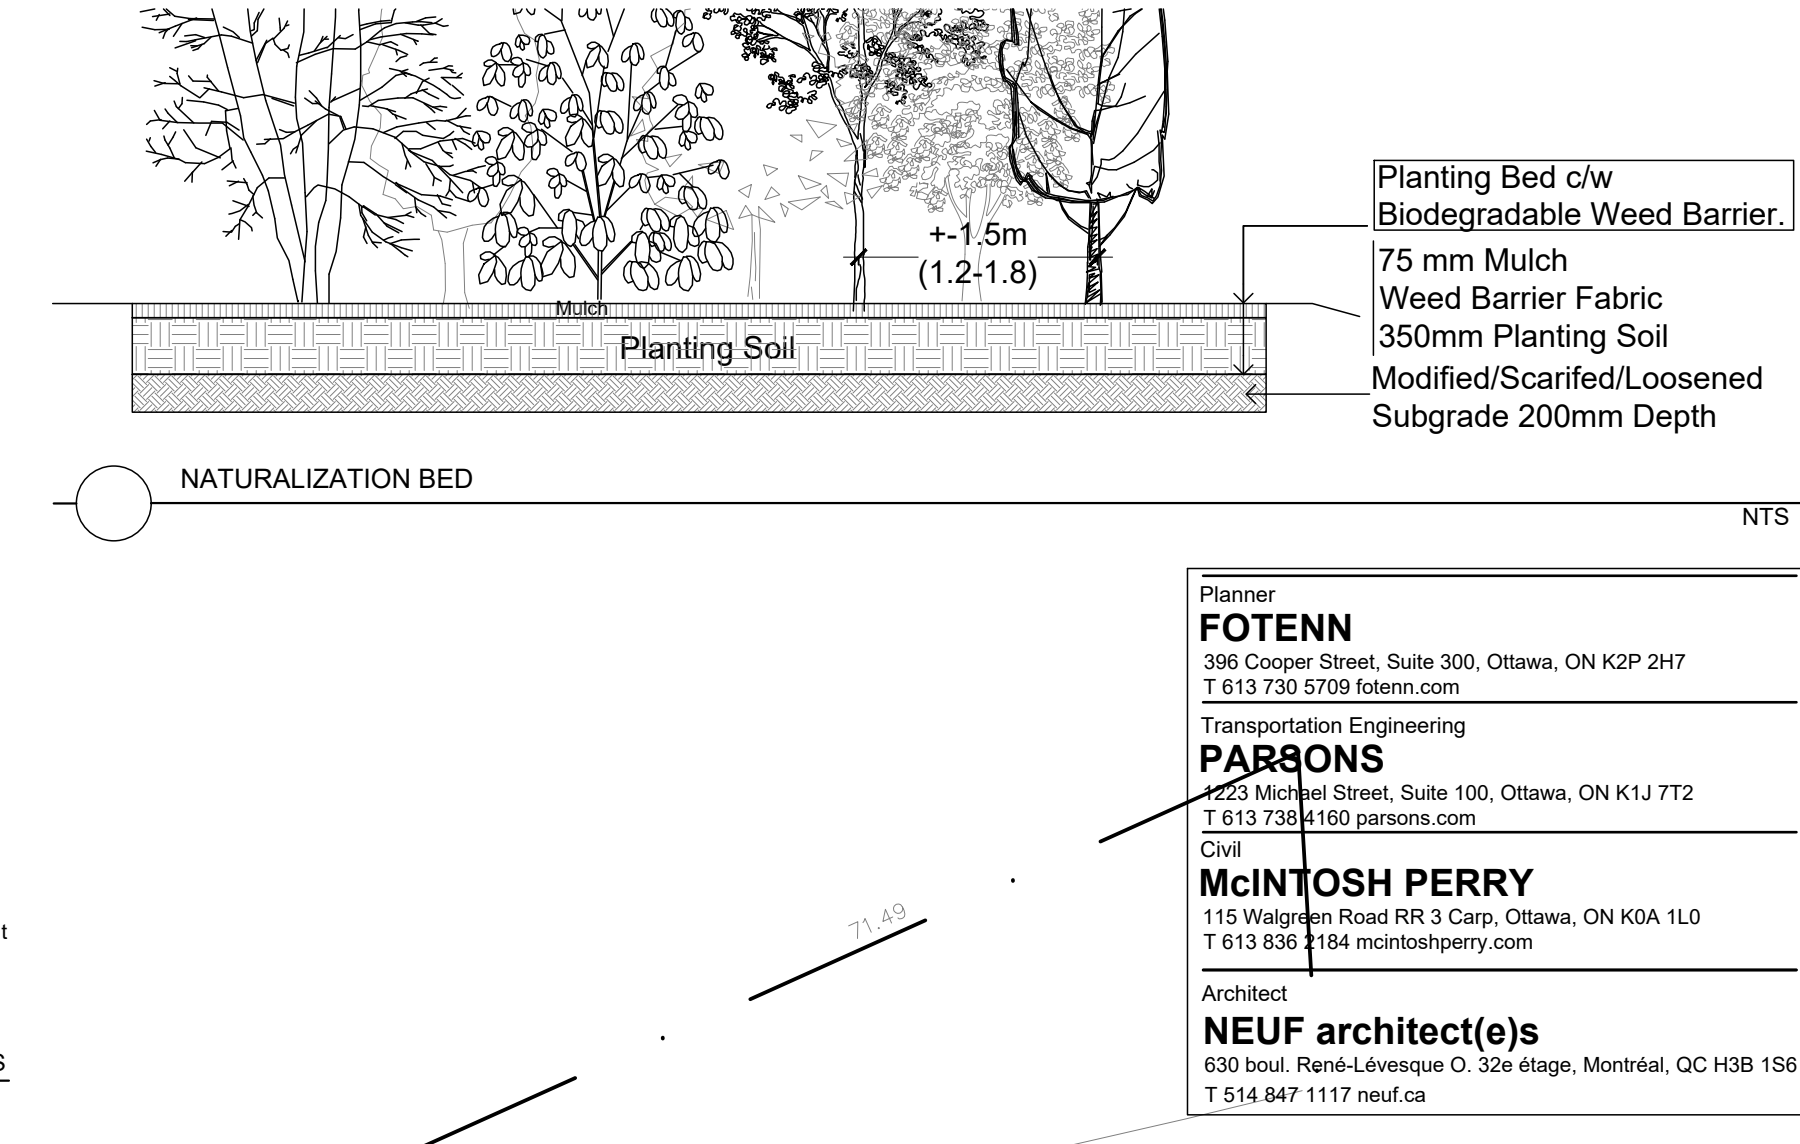 +-1.5m
(1.2-1.8)
Planting Bed c/w
Biodegradable Weed Barrier.
75 mm Mulch
Weed Barrier Fabric
350mm Planting Soil
Modified/Scarifed/Loosened
Subgrade 200mm Depth
Mulch
Planting Soil
NATURALIZATION BED
NTS
Planner
FOTENN
396 Cooper Street, Suite 300, Ottawa, ON K2P 2H7
T 613 730 5709 fotenn.com
Transportation Engineering
PARSONS
1223 Michael Street, Suite 100, Ottawa, ON K1J 7T2
T 613 738 4160 parsons.com
Civil
McINTOSH PERRY
115 Walgreen Road RR 3 Carp, Ottawa, ON K0A 1L0
T 613 836 2184 mcintoshperry.com
Architect
NEUF architect(e)s
630 boul. René-Lévesque O. 32e étage, Montréal, QC H3B 1S6
T 514 847 1117 neuf.ca
71.49
t
S